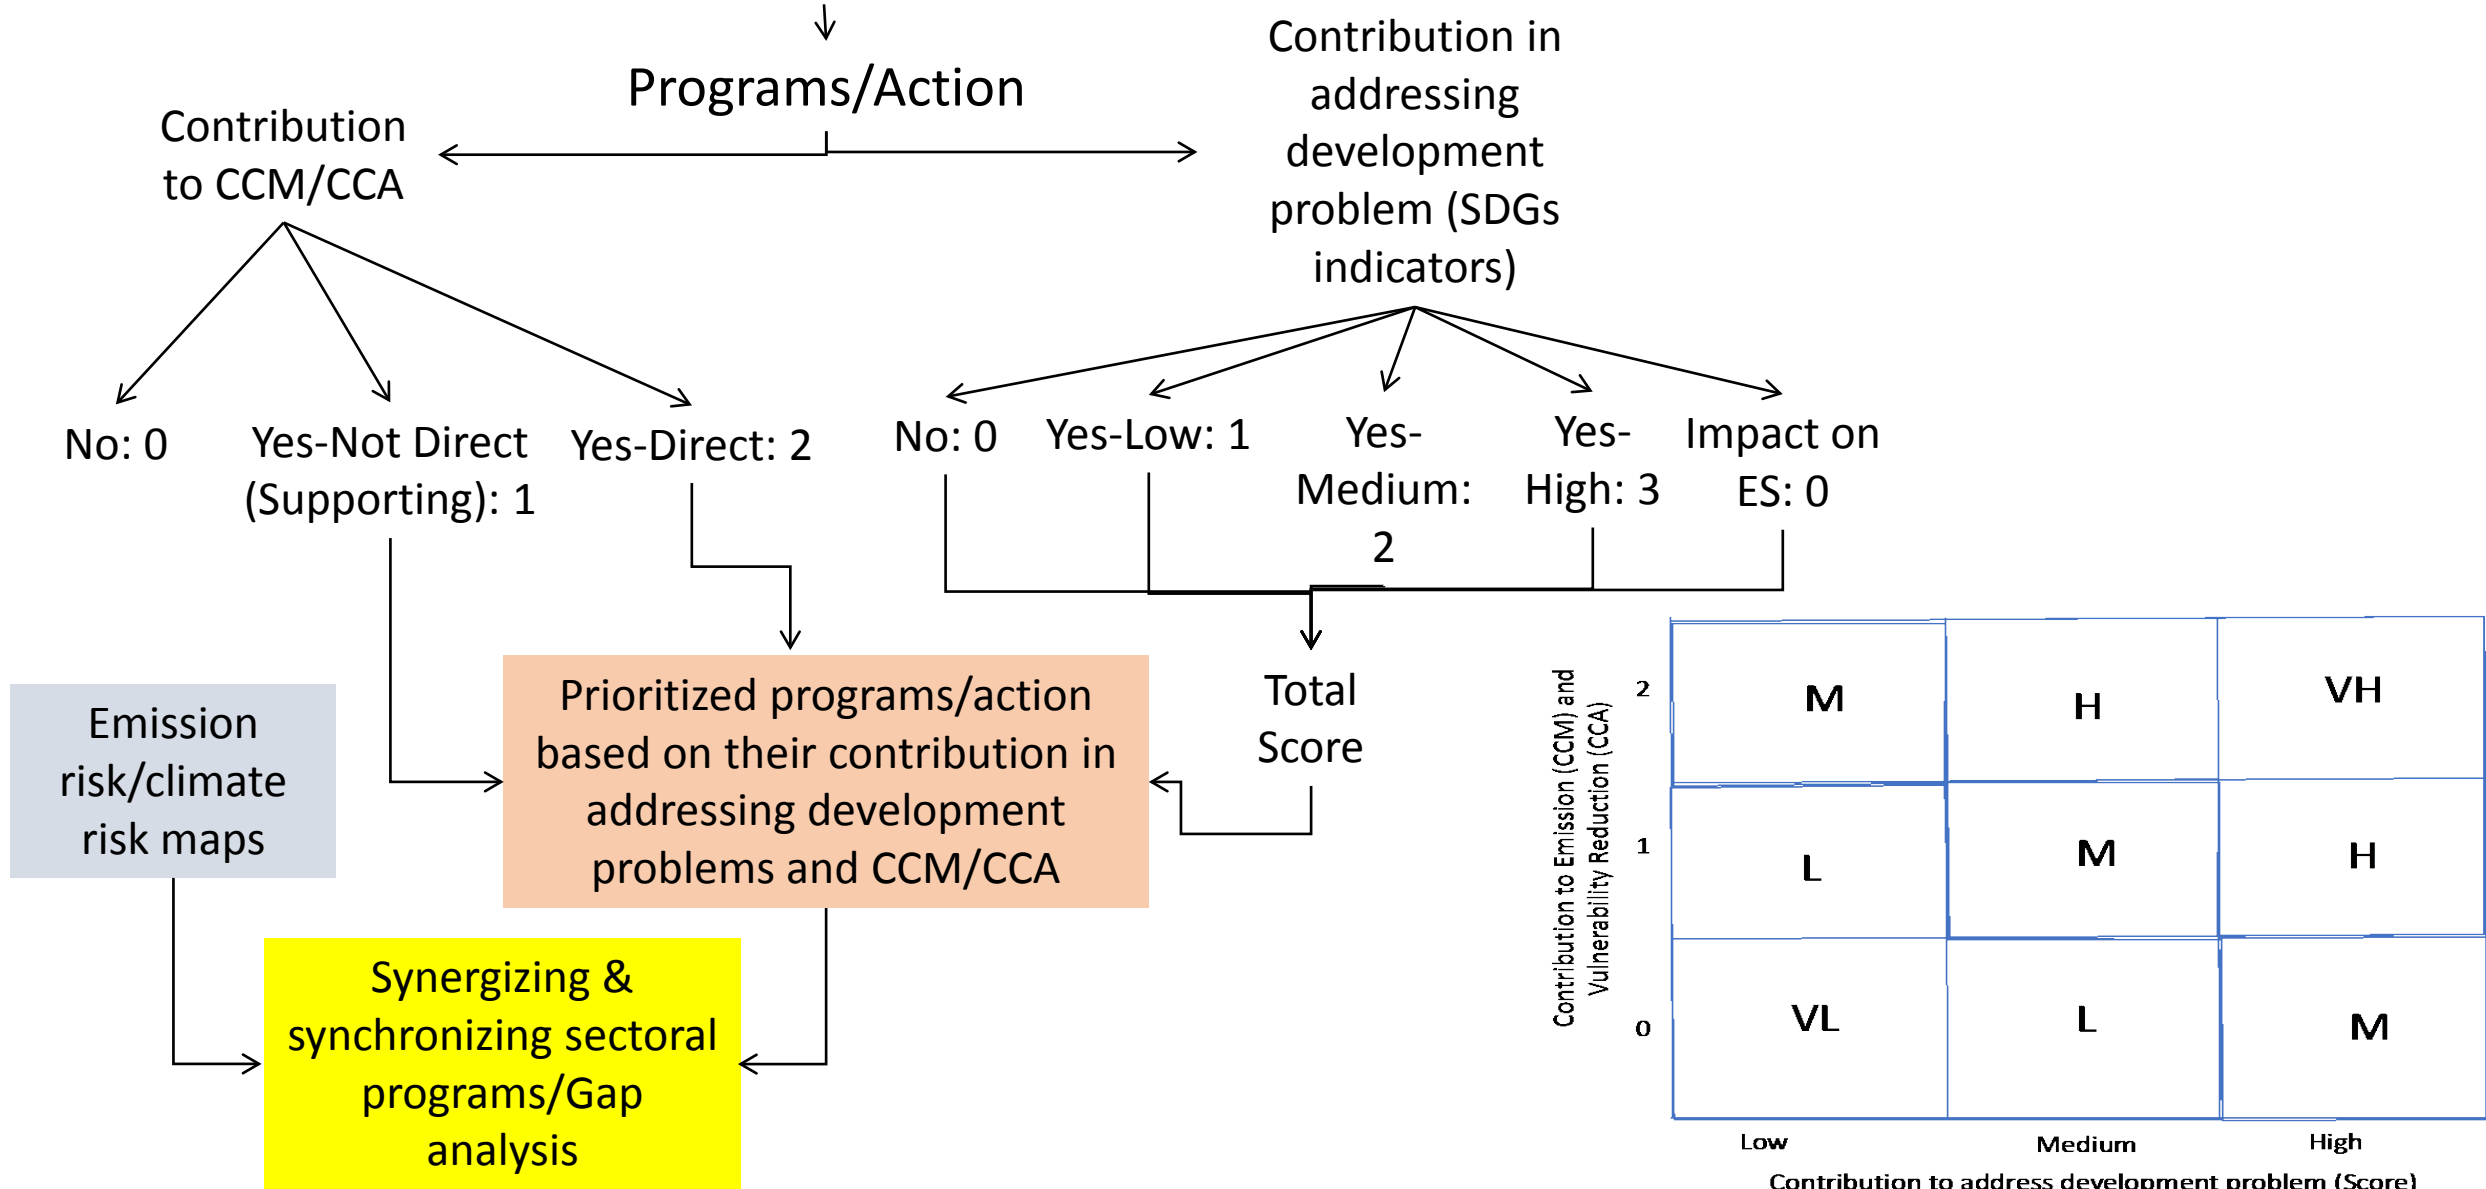 Programs/Action
Contribution
to CCM/CCA
Contribution in
addressing
development
problem (SDGs
indicators)
No: 0
Yes-Not Direct
(Supporting): 1
Yes-Direct: 2
No: 0
Yes-Low: 1
Yes-
Medium:
2
Yes-
High: 3
Impact on
ES: 0
Emission
risk/climate
risk maps
Prioritized programs/action
based on their contribution in
addressing development
problems and CCM/CCA
Total
Score
Synergizing &
synchronizing sectoral
programs/Gap
analysis
Contribution to Emission (CCM) and
Vulnerability Reduction (CCA)
2
M
H
VH
1
L
M
H
0
VL
L
M
Low
Medium
High
Contribution to address development problem (Score)